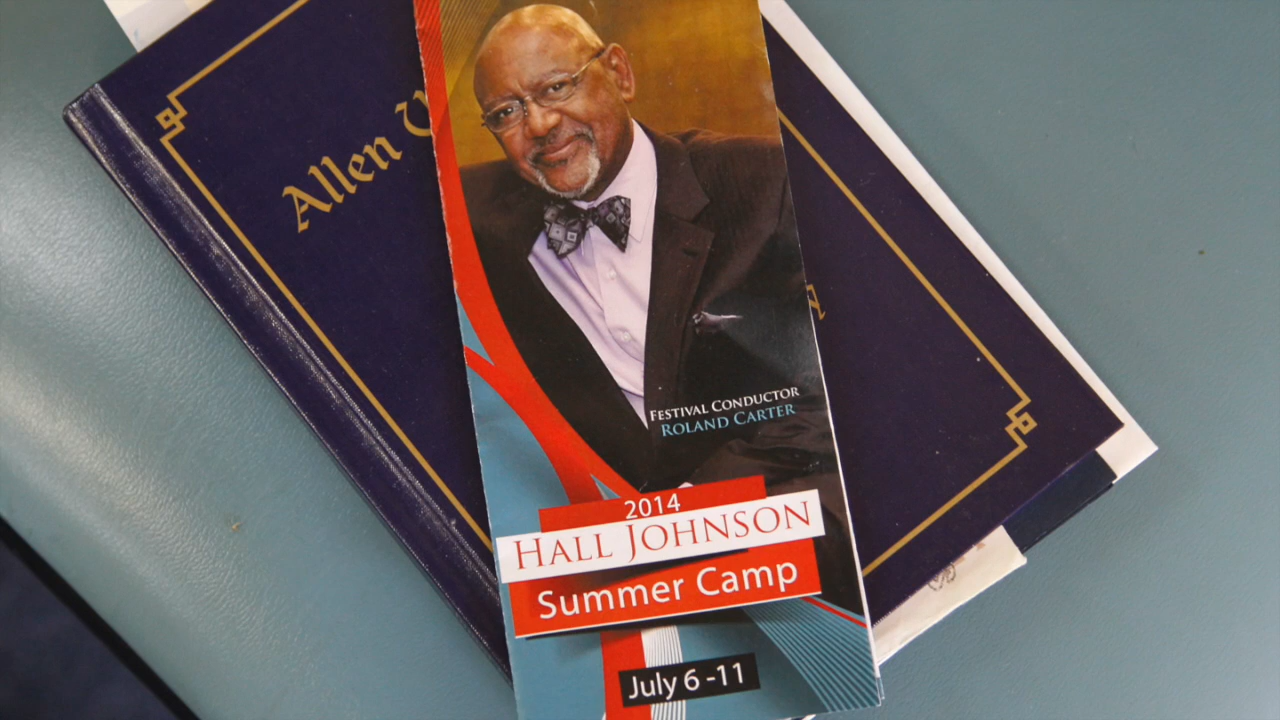 Allen
FESTIVAL CONDUCTOR
ROLAND CARTER
2014
HALL JOHNSON
Summer Camp
July 6 -11